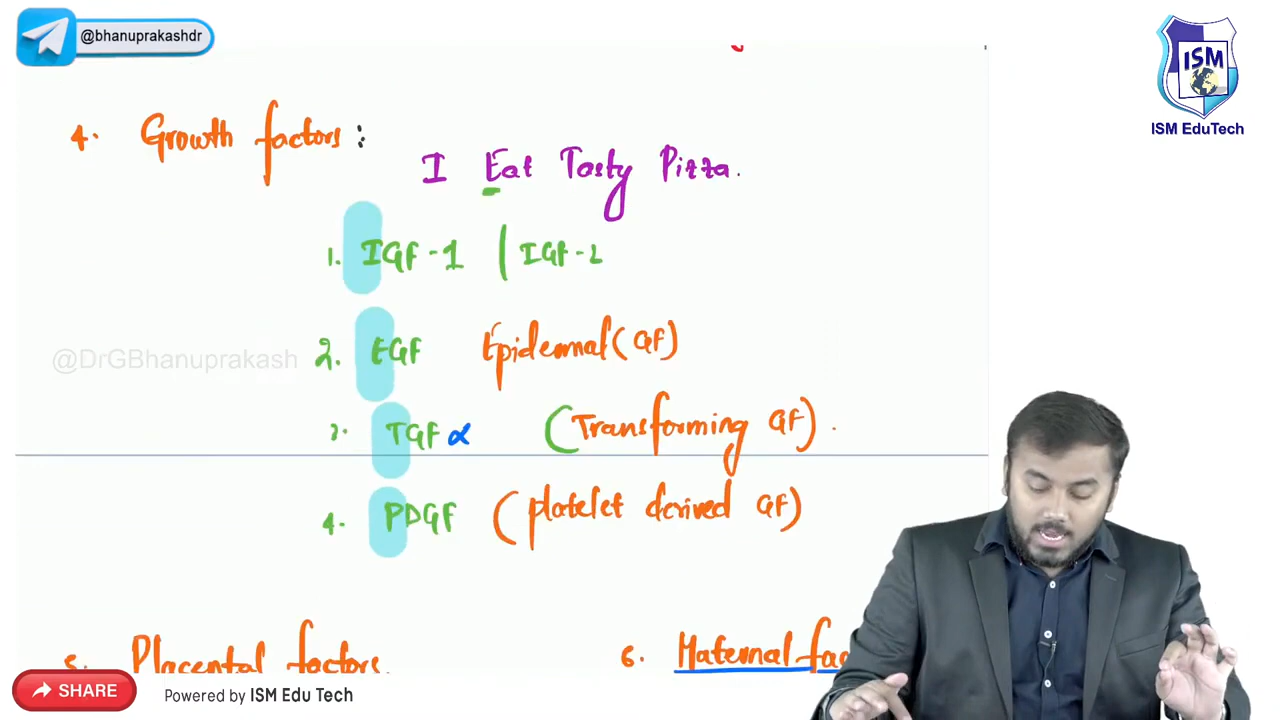 @bhanuprakashdr
ISM
ISM EduTech
4. Growth factors :
I Eat Tasty Pizza.
1. IGF-1 | IGF-2
@DrGBhanuprakash
2. EGF Epidermal (GF)
3. TGF α (Transforming GF).
4. PDGF (platelet derived GF)
5. Placental factors.
6. Maternal fac
SHARE
Powered by ISM Edu Tech